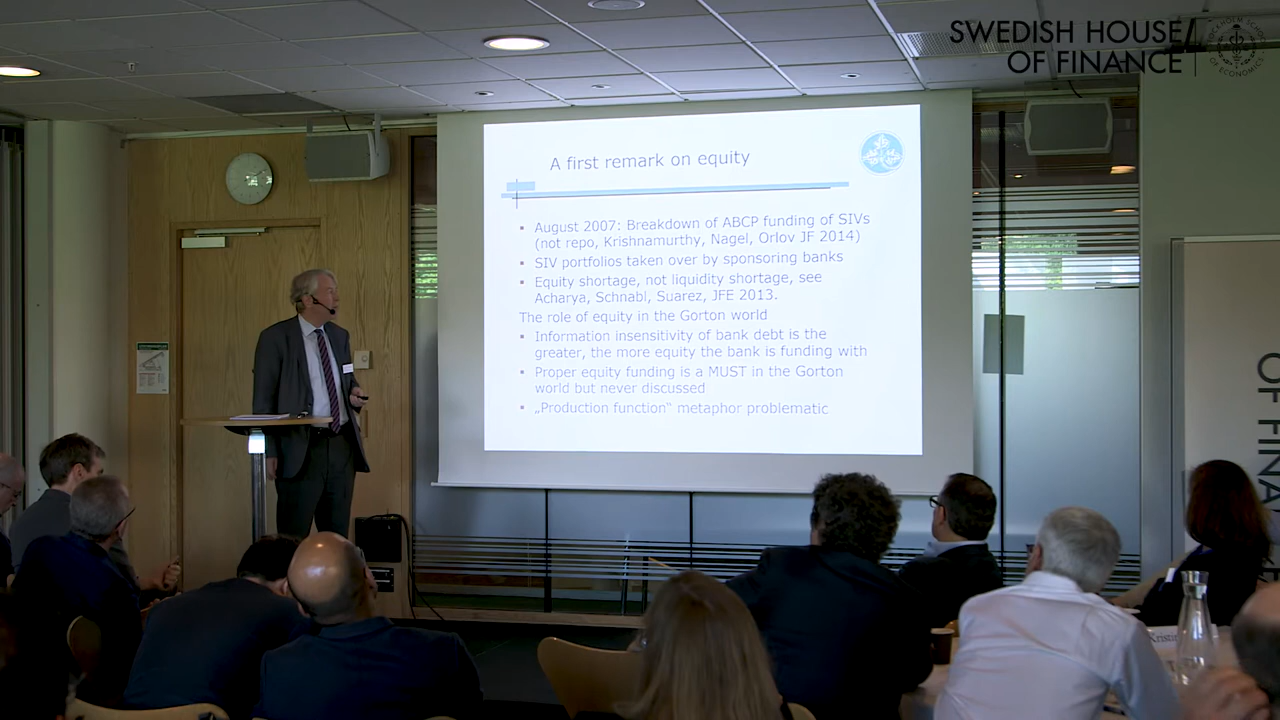 SWEDISH HOUSE
OF FINANCE
A first remark on equity
▪ August 2007: Breakdown of ABCP funding of SIVs
(not repo, Krishnamurthy, Nagel, Orlov JF 2014)
▪ SIV portfolios taken over by sponsoring banks
▪ Equity shortage, not liquidity shortage, see
Acharya, Schnabl, Suarez, JFE 2013.
The role of equity in the Gorton world
▪ Information insensitivity of bank debt is the
greater, the more equity the bank is funding with
▪ Proper equity funding is a MUST in the Gorton
world but never discussed
▪ „Production function“ metaphor problematic
OF FINA